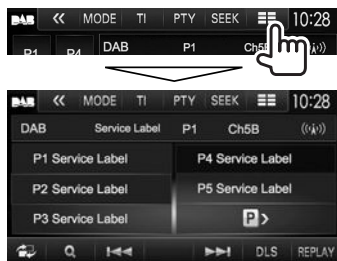 DAB MODE TI PTY SEEK 10:28
P1 P4 DAB P1 Ch5B
DAB MODE TI PTY SEEK 10:28
DAB Service Label P1 Ch5B
P1 Service Label P4 Service Label
P2 Service Label P5 Service Label
P3 Service Label P
DLS REPLAY